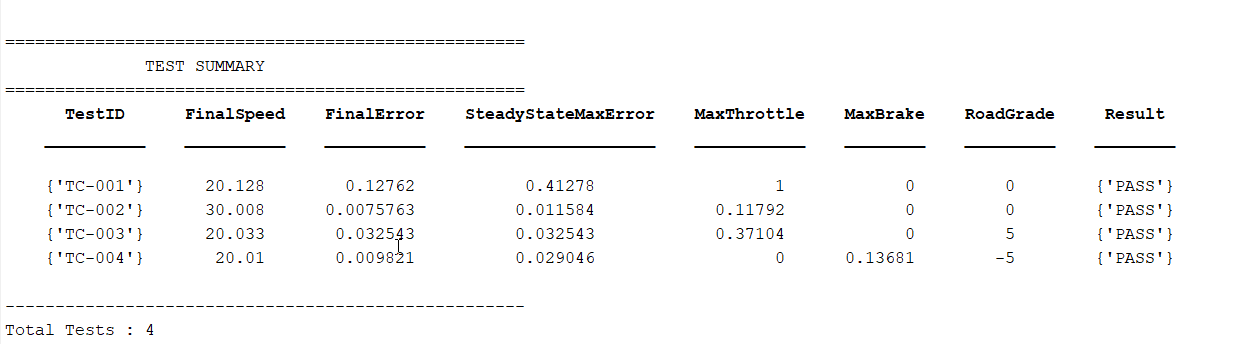 ====================================================
TEST SUMMARY
====================================================
TestID FinalSpeed FinalError SteadyStateMaxError MaxThrottle MaxBrake RoadGrade Result
{'TC-001'} 20.128 0.12762 0.41278 1 0 0 {'PASS'}
{'TC-002'} 30.008 0.0075763 0.011584 0.11792 0 0 {'PASS'}
{'TC-003'} 20.033 0.032543 0.032543 0.37104 0 5 {'PASS'}
{'TC-004'} 20.01 0.009821 0.029046 0 0.13681 -5 {'PASS'}
----------------------------------------------------
Total Tests : 4